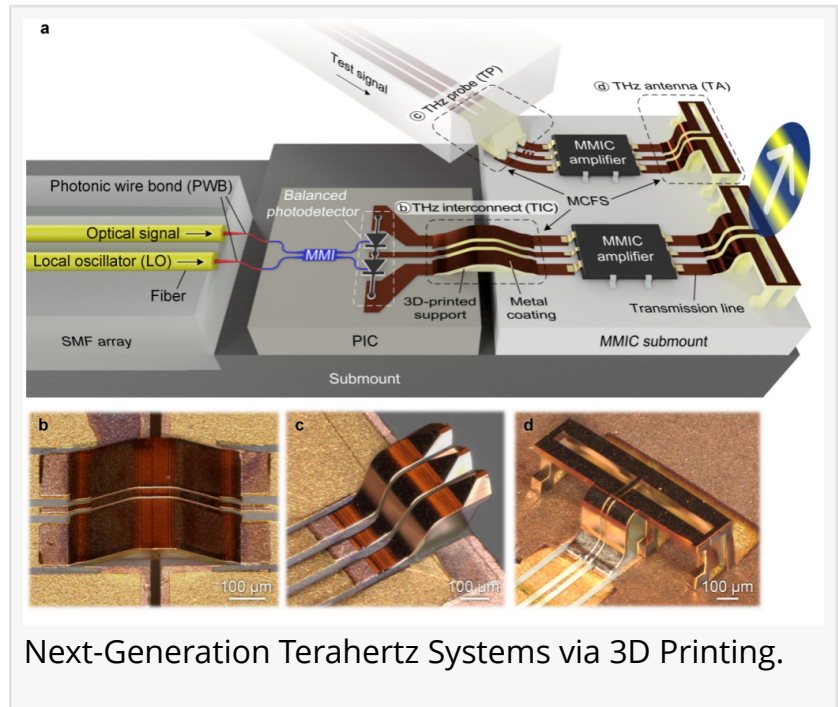 a
Test signal
ⓒ THz probe (TP)
ⓓ THz antenna (TA)
MMIC
amplifier
Photonic wire bond (PWB)
Balanced
photodetector
MCFS
ⓑ THz interconnect (TIC)
Optical signal
MMI
MMIC
amplifier
Local oscillator (LO)
Fiber
3D-printed
support
Metal
coating
Transmission line
SMF array
PIC
MMIC submount
Submount
b
100 µm
c
100 µm
d
100 µm
Next-Generation Terahertz Systems via 3D Printing.